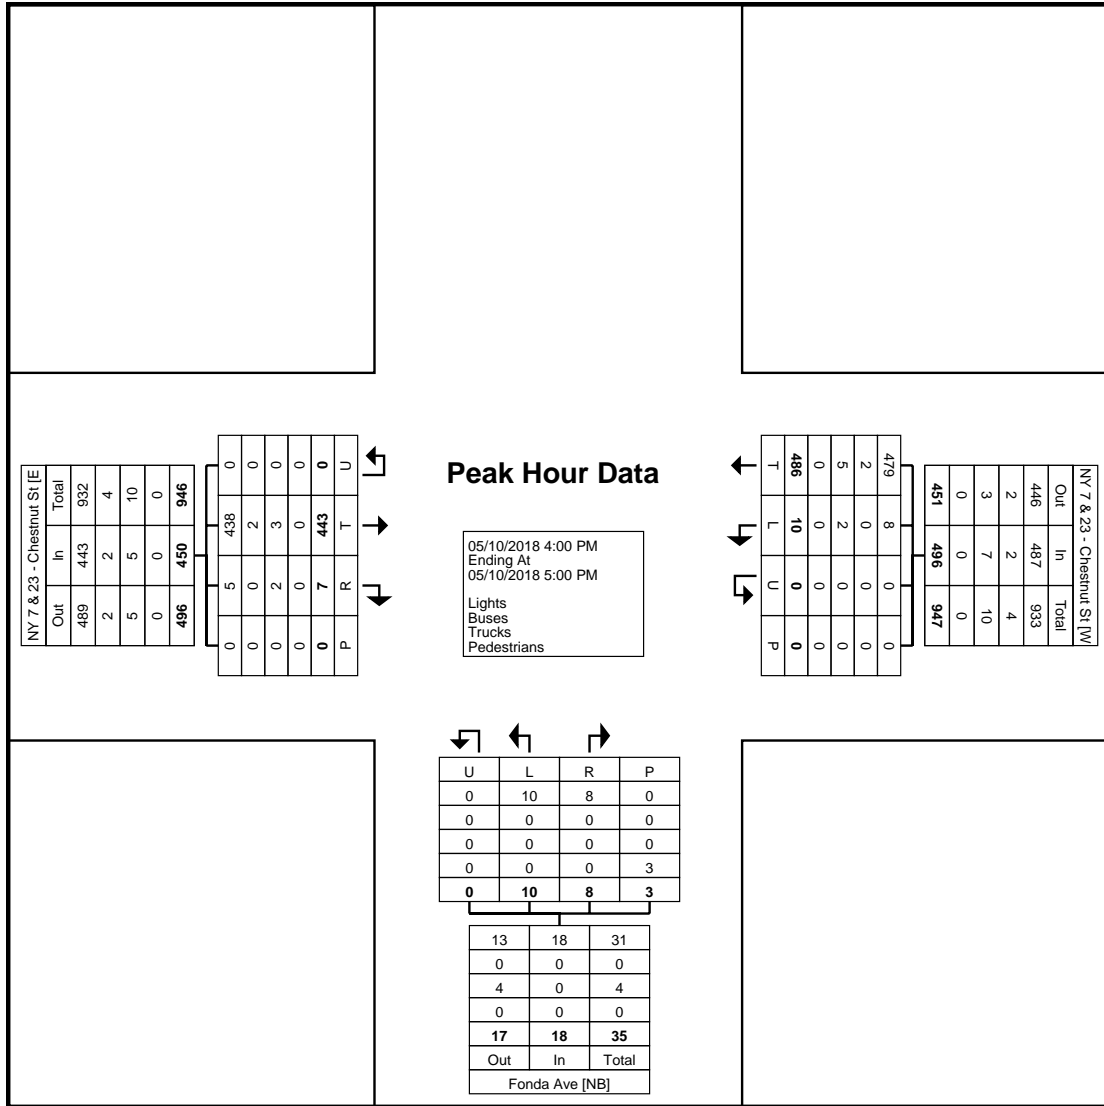 Peak Hour Data
05/10/2018 4:00 PM
Ending At
05/10/2018 5:00 PM
Lights
Buses
Trucks
Pedestrians
NY 7 & 23 - Chestnut St [E
Total In Out
932 443 489
4 2 2
10 5 5
0 0 0
946 450 496
0 438 5 0
0 2 0 0
0 3 2 0
0 0 0 0
0 443 7 0
U T R P
T L U P
486 10 0 0
0 0 0 0
5 2 0 0
2 0 0 0
479 8 0 0
NY 7 & 23 - Chestnut St [W
Out In Total
446 487 933
2 2 4
3 7 10
0 0 0
451 496 947
U L R P
0 10 8 0
0 0 0 0
0 0 0 0
0 0 0 3
0 10 8 3
13 18 31
0 0 0
4 0 4
0 0 0
17 18 35
Out In Total
Fonda Ave [NB]